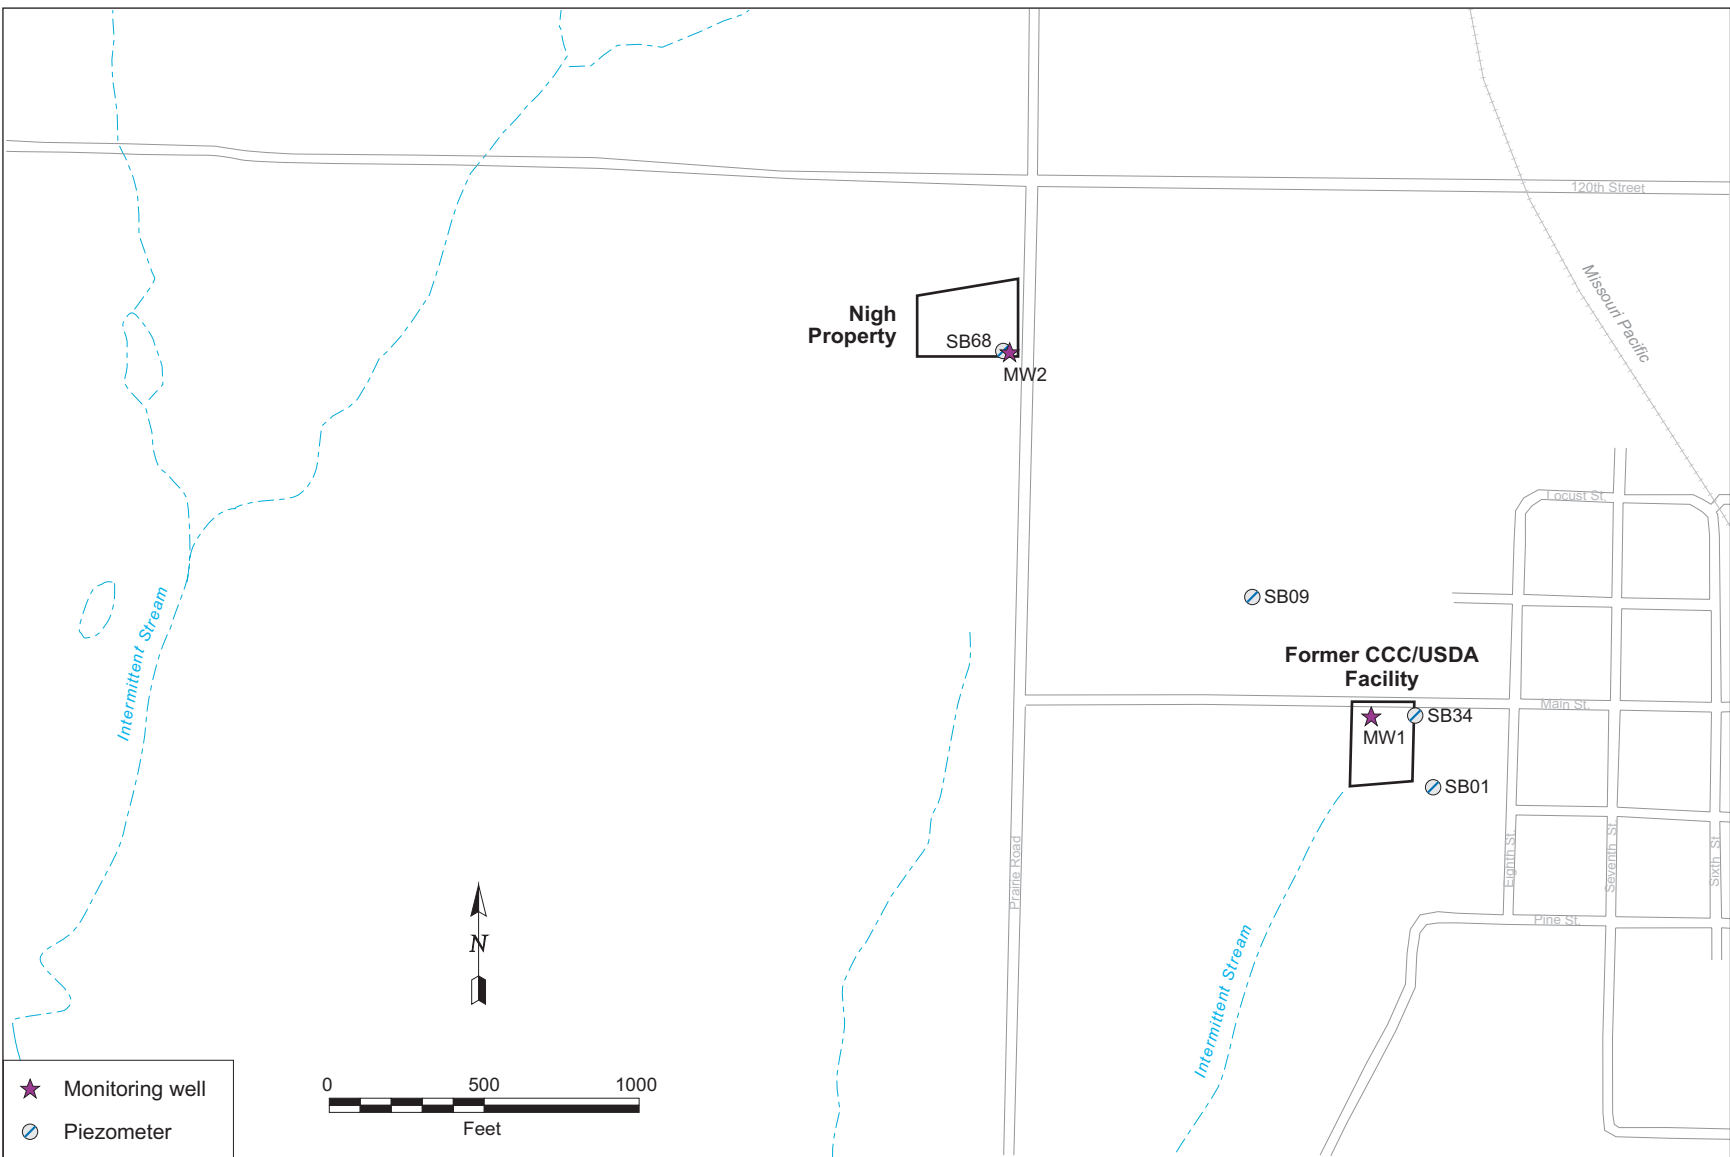 120th Street
Missouri Pacific
Nigh
Property
SB68
MW2
Locust St.
SB09
Intermittent Stream
Former CCC/USDA
Facility
Main St.
SB34
MW1
SB01
Prairie Road
Eighth St.
Seventh St.
Sixth St.
Pine St.
N
Intermittent Stream
0 500 1000
Feet
Monitoring well
Piezometer